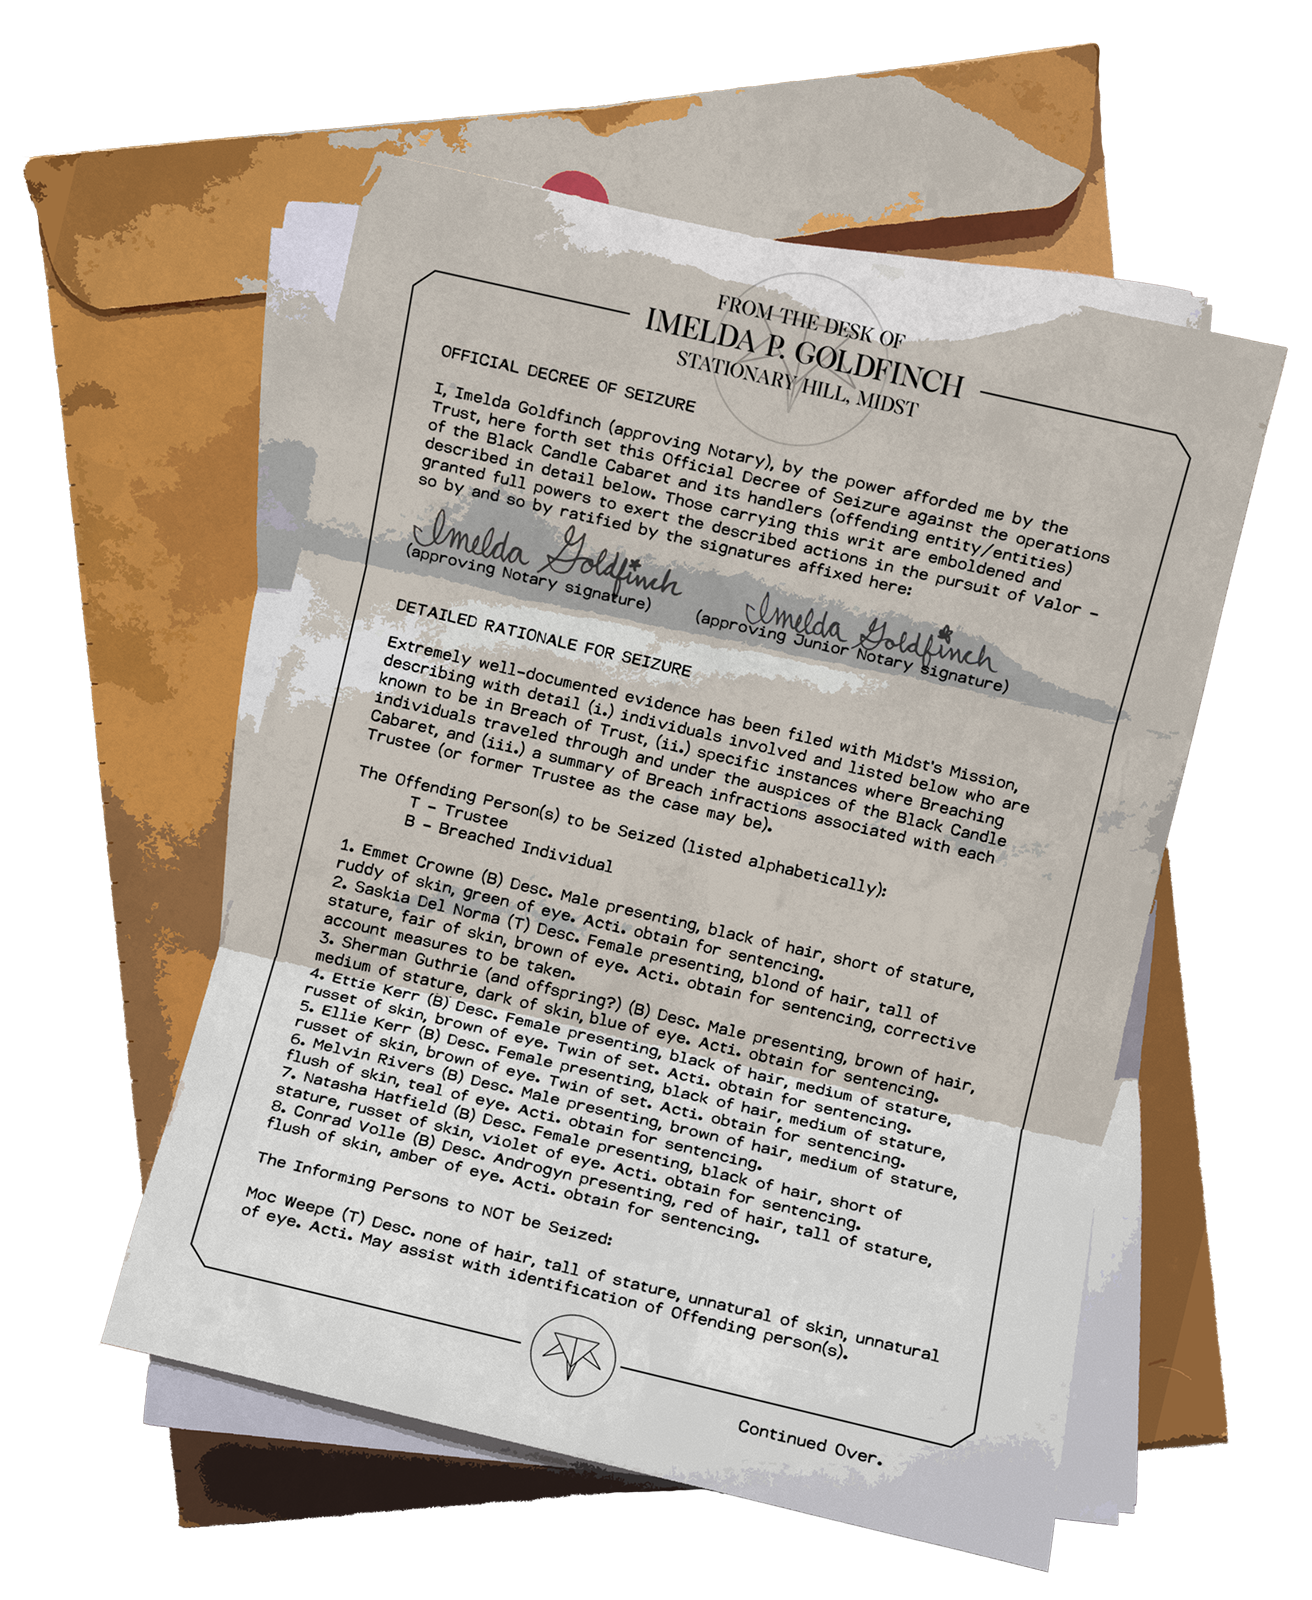 FROM THE DESK OF
IMELDA P. GOLDFINCH
STATIONARY HILL, MIDST
OFFICIAL DECREE OF SEIZURE
I, Imelda Goldfinch (approving Notary), by the power afforded me by the
Trust, here forth set this Official Decree of Seizure against the operations
of the Black Candle Cabaret and its handlers (offending entity/entities)
described in detail below. Those carrying this writ are emboldened and
granted full powers to exert the described actions in the pursuit of Valor –
so by and so by ratified by the signatures affixed here:
Imelda Goldfinch
(approving Notary signature)
Imelda Goldfinch
(approving Junior Notary signature)
DETAILED RATIONALE FOR SEIZURE
Extremely well-documented evidence has been filed with Midst's Mission,
describing with detail (i.) individuals involved and listed below who are
known to be in Breach of Trust, (ii.) specific instances where Breaching
individuals traveled through and under the auspices of the Black Candle
Cabaret, and (iii.) a summary of Breach infractions associated with each
Trustee (or former Trustee as the case may be).
The Offending Person(s) to be Seized (listed alphabetically):
T – Trustee
B – Breached Individual
1. Emmet Crowne (B) Desc. Male presenting, black of hair, short of stature,
ruddy of skin, green of eye. Acti. obtain for sentencing.
2. Saskia Del Norma (T) Desc. Female presenting, blond of hair, tall of
stature, fair of skin, brown of eye. Acti. obtain for sentencing, corrective
account measures to be taken.
3. Sherman Guthrie (and offspring?) (B) Desc. Male presenting, brown of hair,
medium of stature, dark of skin, blue of eye. Acti. obtain for sentencing.
4. Ettie Kerr (B) Desc. Female presenting, black of hair, medium of stature,
russet of skin, brown of eye. Twin of set. Acti. obtain for sentencing.
5. Ellie Kerr (B) Desc. Female presenting, black of hair, medium of stature,
russet of skin, brown of eye. Twin of set. Acti. obtain for sentencing.
6. Melvin Rivers (B) Desc. Male presenting, brown of hair, medium of stature,
flush of skin, teal of eye. Acti. obtain for sentencing.
7. Natasha Hatfield (B) Desc. Female presenting, black of hair, short of
stature, russet of skin, violet of eye. Acti. obtain for sentencing.
8. Conrad Volle (B) Desc. Androgyn presenting, red of hair, tall of stature,
flush of skin, amber of eye. Acti. obtain for sentencing.
The Informing Persons to NOT be Seized:
Moc Weepe (T) Desc. none of hair, tall of stature, unnatural of skin, unnatural
of eye. Acti. May assist with identification of Offending person(s).
Continued Over.